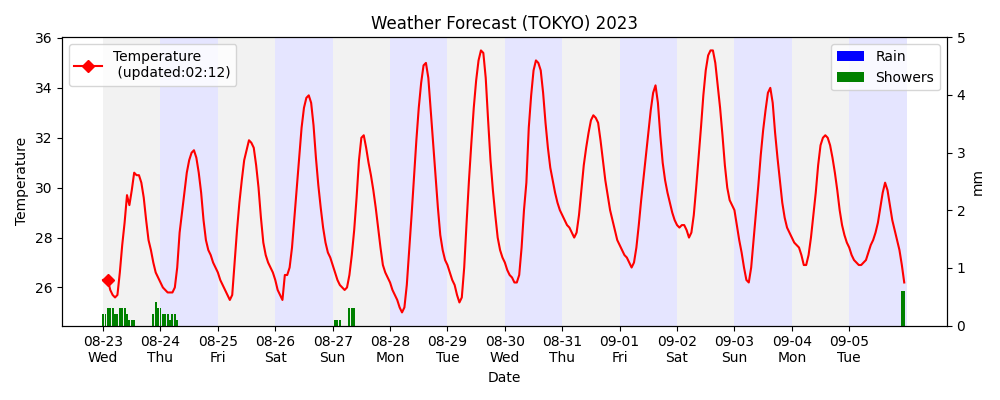 Weather Forecast (TOKYO) 2023
Temperature
(updated:02:12)
Rain
Showers
Temperature
36
34
32
30
28
26
5
4
3
2
1
0
mm
08-23 08-24 08-25 08-26 08-27 08-28 08-29 08-30 08-31 09-01 09-02 09-03 09-04 09-05
Wed Thu Fri Sat Sun Mon Tue Wed Thu Fri Sat Sun Mon Tue
Date